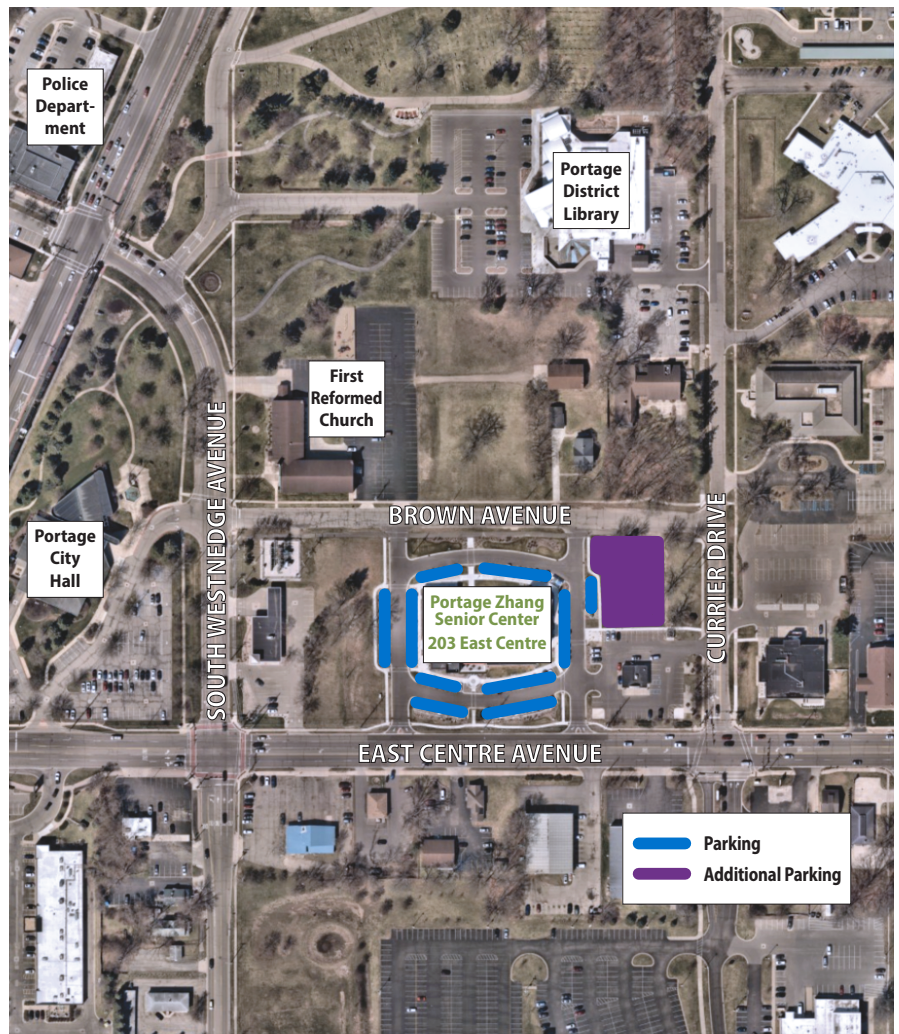 Police
Depart-
ment
Portage
District
Library
First
Reformed
Church
SOUTH WESTNEDGE AVENUE
BROWN AVENUE
CURRIER DRIVE
Portage
City
Hall
Portage Zhang
Senior Center
203 East Centre
EAST CENTRE AVENUE
Parking
Additional Parking